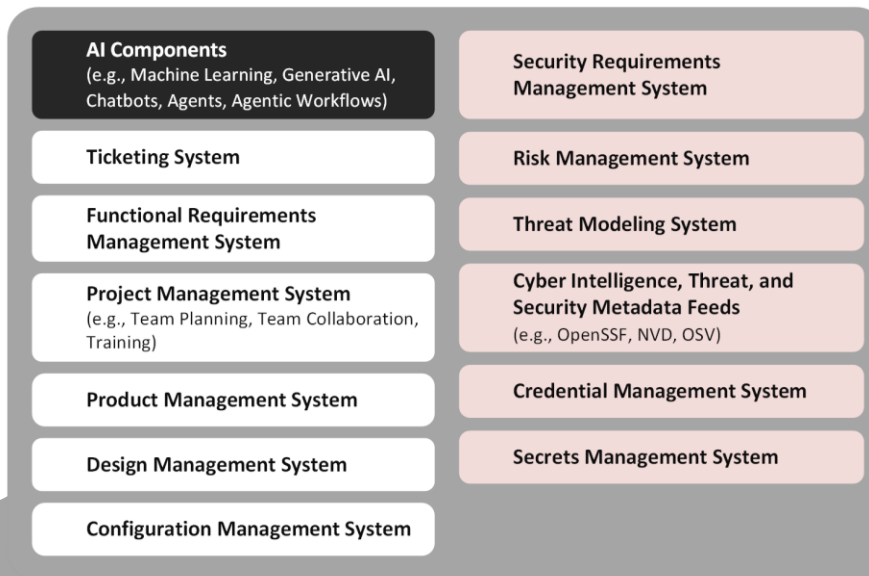 AI Components
(e.g., Machine Learning, Generative AI,
Chatbots, Agents, Agentic Workflows)
Ticketing System
Functional Requirements
Management System
Project Management System
(e.g., Team Planning, Team Collaboration,
Training)
Product Management System
Design Management System
Configuration Management System
Security Requirements
Management System
Risk Management System
Threat Modeling System
Cyber Intelligence, Threat, and
Security Metadata Feeds
(e.g., OpenSSF, NVD, OSV)
Credential Management System
Secrets Management System